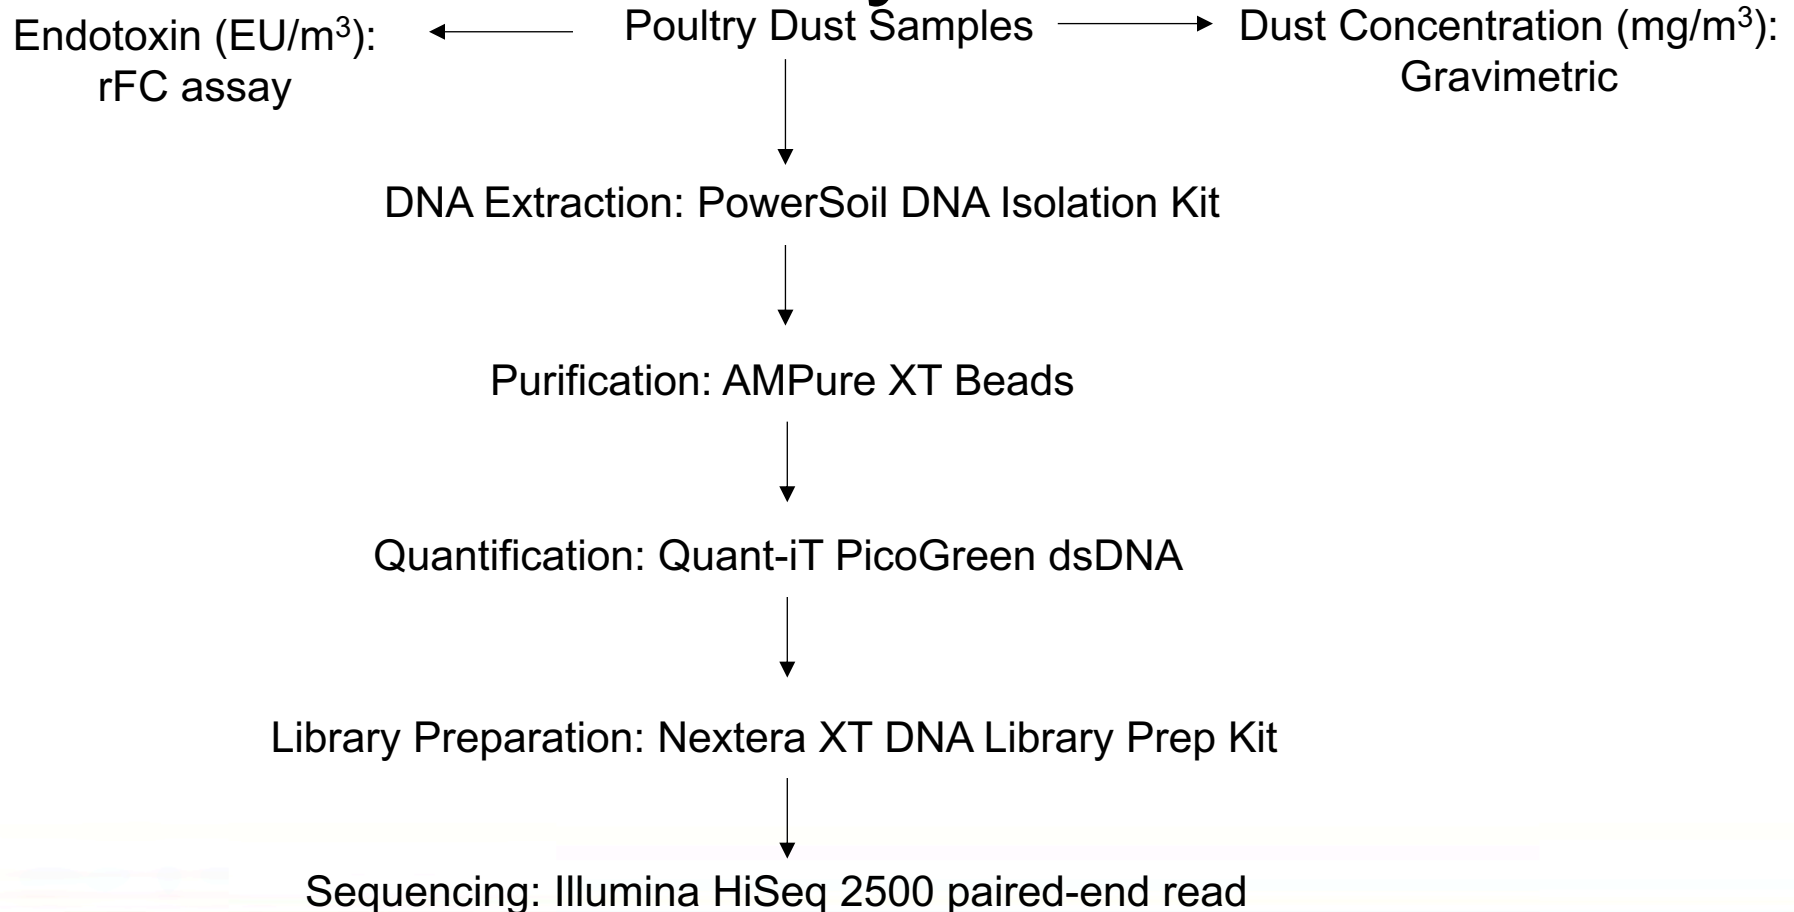 Endotoxin (EU/m³):
rFC assay
Poultry Dust Samples
Dust Concentration (mg/m³):
Gravimetric
DNA Extraction: PowerSoil DNA Isolation Kit
Purification: AMPure XT Beads
Quantification: Quant-iT PicoGreen dsDNA
Library Preparation: Nextera XT DNA Library Prep Kit
Sequencing: Illumina HiSeq 2500 paired-end read